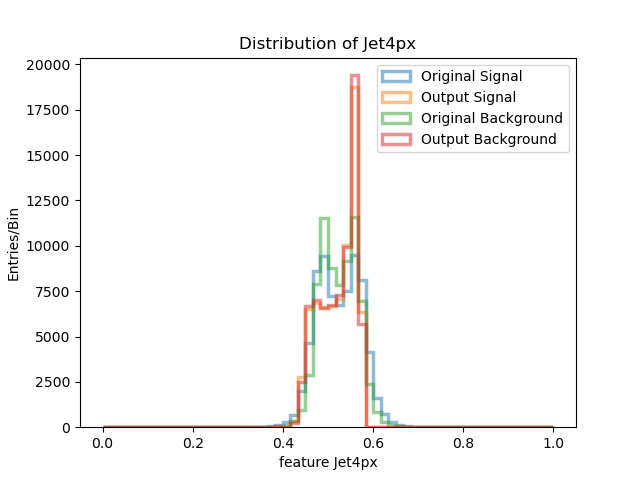 Distribution of Jet4px
Original Signal
Output Signal
Original Background
Output Background
Entries/Bin
20000
17500
15000
12500
10000
7500
5000
2500
0
0.0 0.2 0.4 0.6 0.8 1.0
feature Jet4px